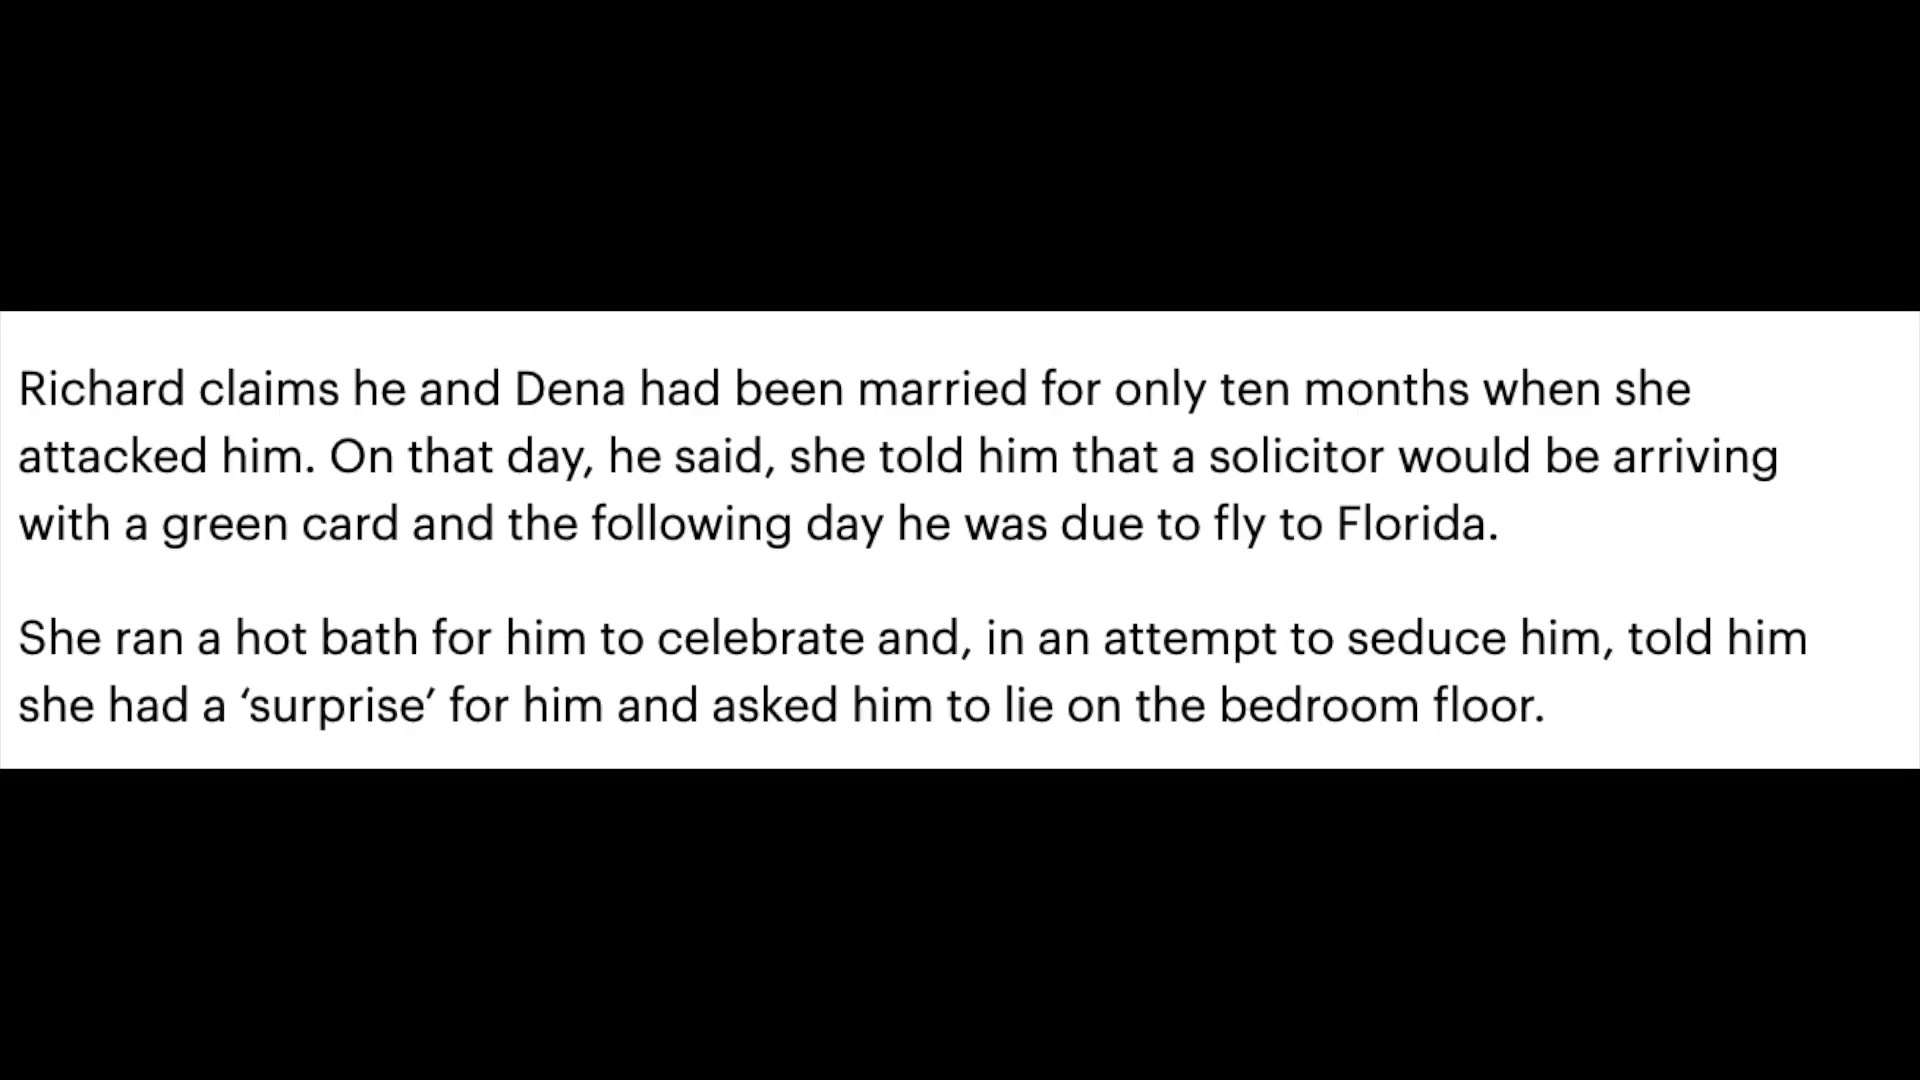 Richard claims he and Dena had been married for only ten months when she
attacked him. On that day, he said, she told him that a solicitor would be arriving
with a green card and the following day he was due to fly to Florida.
She ran a hot bath for him to celebrate and, in an attempt to seduce him, told him
she had a ‘surprise’ for him and asked him to lie on the bedroom floor.